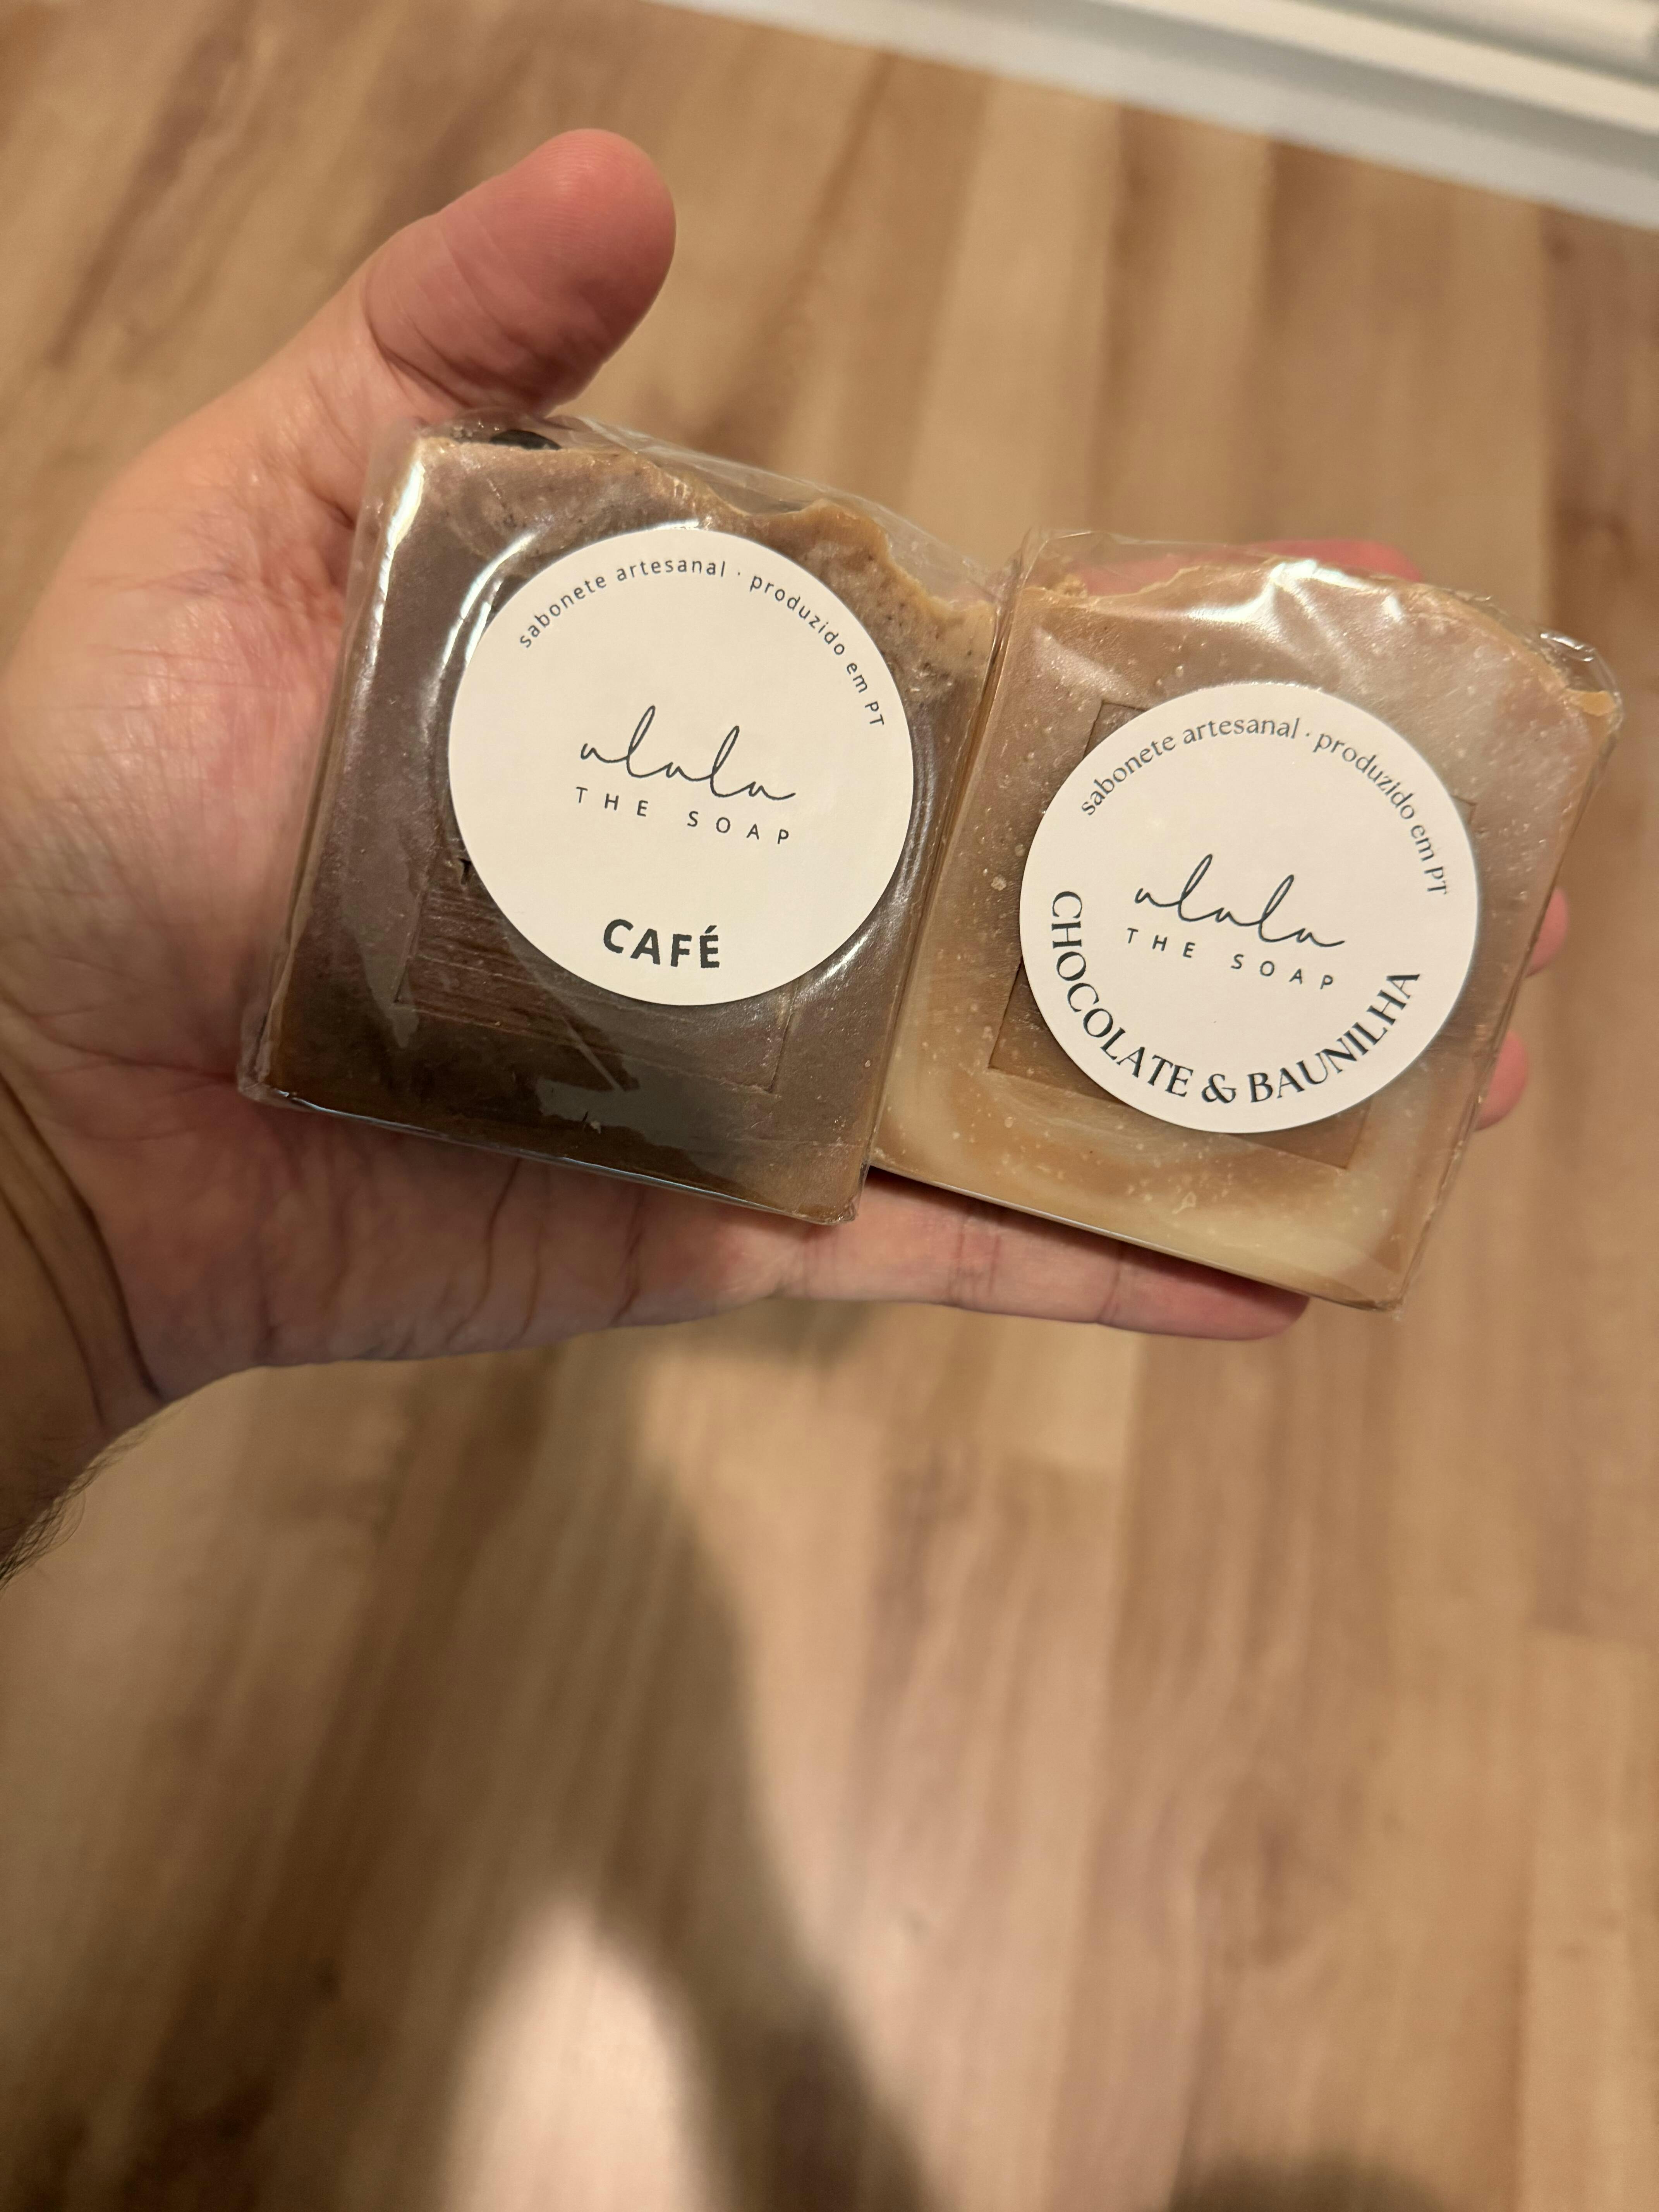 sabonete artesanal · produzido em PT
ulula
THE SOAP
CAFÉ
sabonete artesanal · produzido em PT
ulula
THE SOAP
CHOCOLATE & BAUNILHA